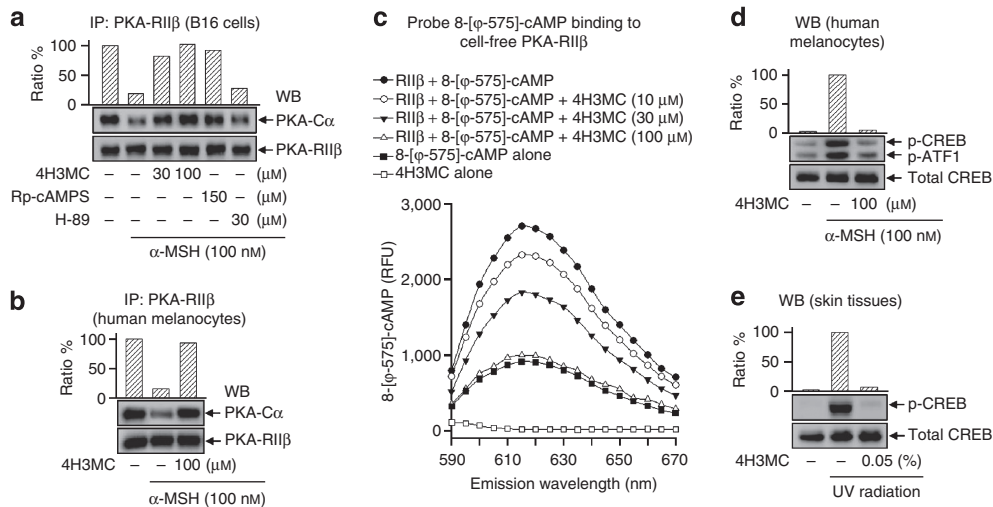 a
IP: PKA-RIIβ (B16 cells)
Ratio %
100
50
0
WB
PKA-Cα
PKA-RIIβ
4H3MC – – 30 100 – – (μM)
Rp-cAMPS – – – – 150 – (μM)
H-89 – – – – – 30 (μM)
α-MSH (100 nM)
b
IP: PKA-RIIβ
(human melanocytes)
Ratio %
100
50
0
WB
PKA-Cα
PKA-RIIβ
4H3MC – – 100 (μM)
α-MSH (100 nM)
c
Probe 8-[φ-575]-cAMP binding to
cell-free PKA-RIIβ
RIIβ + 8-[φ-575]-cAMP
RIIβ + 8-[φ-575]-cAMP + 4H3MC (10 μM)
RIIβ + 8-[φ-575]-cAMP + 4H3MC (30 μM)
RIIβ + 8-[φ-575]-cAMP + 4H3MC (100 μM)
8-[φ-575]-cAMP alone
4H3MC alone
8-[φ-575]-cAMP (RFU)
3,000
2,000
1,000
0
590 610 630 650 670
Emission wavelength (nm)
d
WB (human
melanocytes)
Ratio %
100
50
0
p-CREB
p-ATF1
Total CREB
4H3MC – – 100 (μM)
α-MSH (100 nM)
e
WB (skin tissues)
Ratio %
100
50
0
p-CREB
Total CREB
4H3MC – – 0.05 (%)
UV radiation